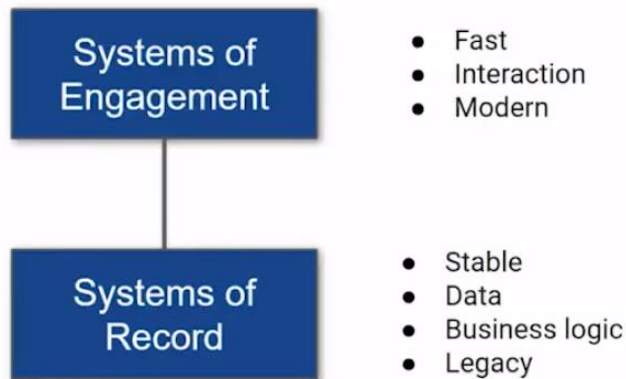 Systems of
Engagement
• Fast
• Interaction
• Modern
Systems of
Record
• Stable
• Data
• Business logic
• Legacy